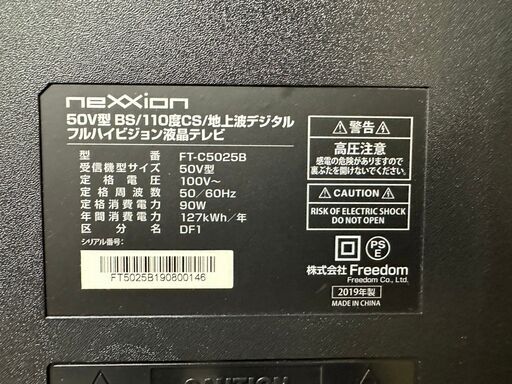 neXXion
50V型 BS/110度CS/地上波デジタル
フルハイビジョン液晶テレビ
型 番 FT-C5025B
受信機型サイズ 50V型
定格電圧 100V~
定格周波数 50/60Hz
定格消費電力 90W
年間消費電力 127kWh/年
区分名 DF1
シリアル番号:
FT5025B190800146
警告
高圧注意
感電の危険がありますので
裏ぶたを開けないでください。
CAUTION
RISK OF ELECTRIC SHOCK
DO NOT OPEN
PS
E
株式会社 Freedom
Freedom Co., Ltd.
2019年製
MADE IN CHINA
CAUTION